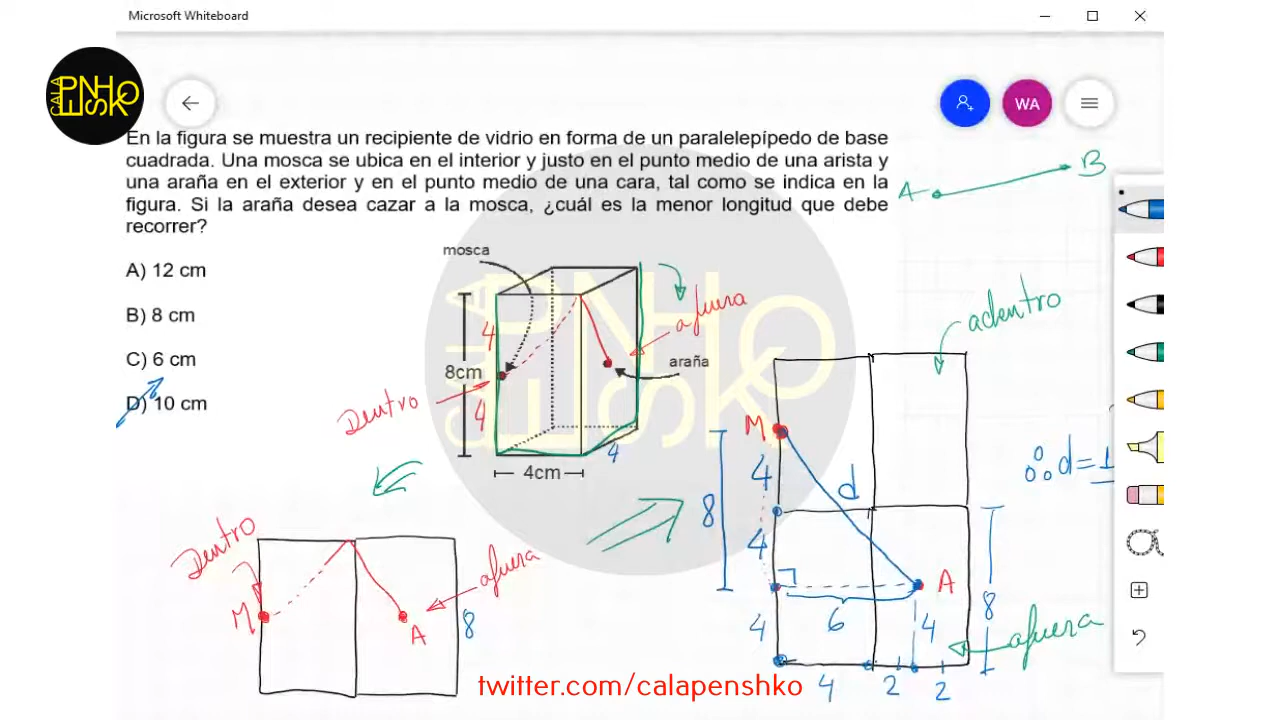 Microsoft Whiteboard
CALA
PENHO
ESK
WA
En la figura se muestra un recipiente de vidrio en forma de un paralelepípedo de base
cuadrada. Una mosca se ubica en el interior y justo en el punto medio de una arista y
una araña en el exterior y en el punto medio de una cara, tal como se indica en la
figura. Si la araña desea cazar a la mosca, ¿cuál es la menor longitud que debe
recorrer?
A) 12 cm
B) 8 cm
C) 6 cm
D) 10 cm
A
B
mosca
afuera
araña
4
8cm
4
Dentro
4cm
4
adentro
M
4
8
4
d
A
6
4
4
8
afuera
4
2
2
∴ d=1
Dentro
M
A
afuera
8
twitter.com/calapenshko